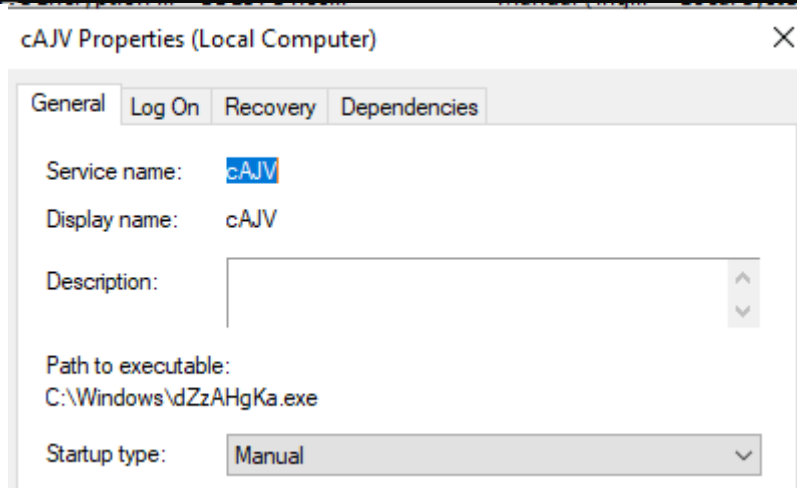 cAJV Properties (Local Computer)
General Log On Recovery Dependencies
Service name: cAJV
Display name: cAJV
Description:
Path to executable:
C:\Windows\dZzAHgKa.exe
Startup type: Manual